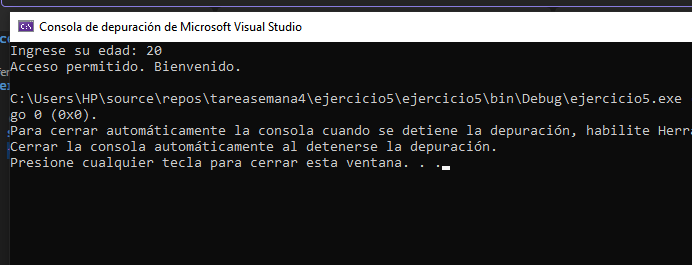 Consola de depuración de Microsoft Visual Studio
Ingrese su edad: 20
Acceso permitido. Bienvenido.
C:\Users\HP\source\repos\tareasemana4\ejercicio5\ejercicio5\bin\Debug\ejercicio5.exe
go 0 (0x0).
Para cerrar automáticamente la consola cuando se detiene la depuración, habilite Herra
Cerrar la consola automáticamente al detenerse la depuración.
Presione cualquier tecla para cerrar esta ventana. . .